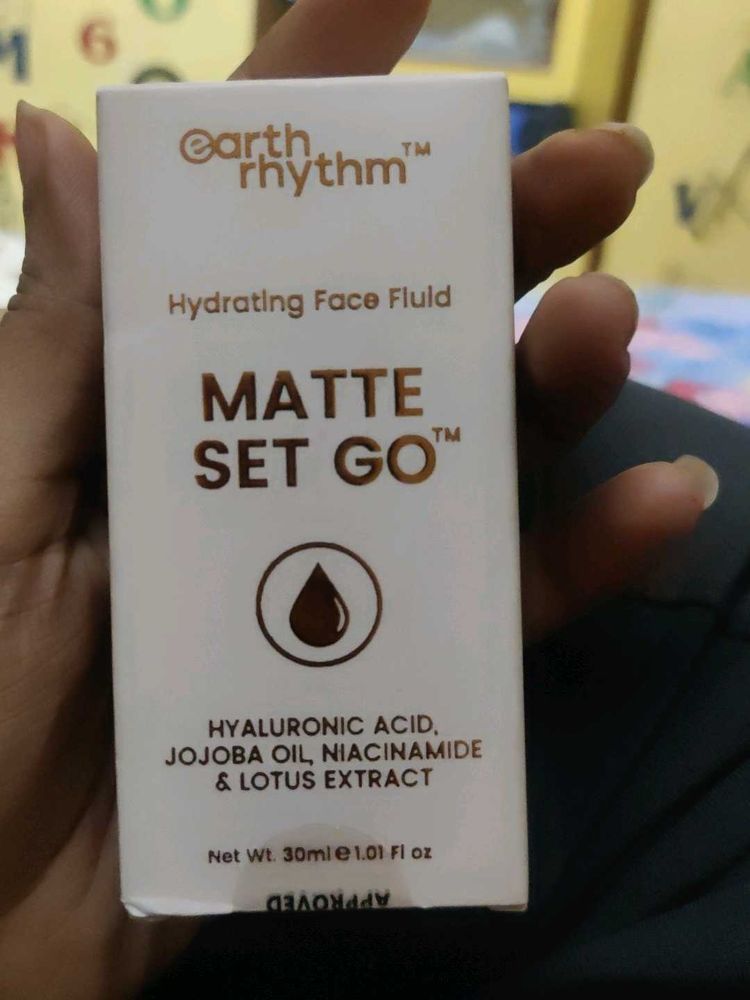 earth
rhythm™
Hydrating Face Fluid
MATTE
SET GO™
HYALURONIC ACID,
JOJOBA OIL, NIACINAMIDE
& LOTUS EXTRACT
Net Wt. 30ml ℮ 1.01 Fl oz
APPROVED
6